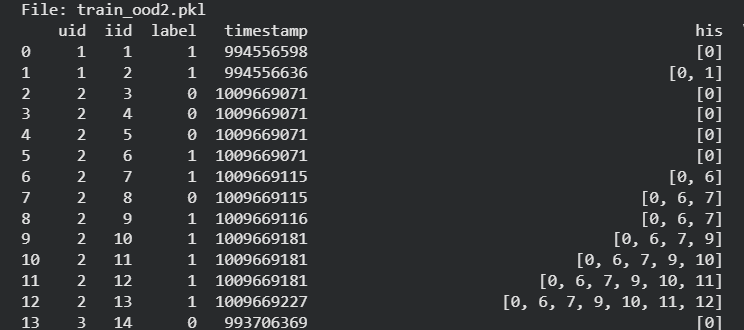 File: train_ood2.pkl
uid iid label timestamp his
0 1 1 1 994556598 [0]
1 1 2 1 994556636 [0, 1]
2 2 3 0 1009669071 [0]
3 2 4 0 1009669071 [0]
4 2 5 0 1009669071 [0]
5 2 6 1 1009669071 [0]
6 2 7 1 1009669115 [0, 6]
7 2 8 0 1009669115 [0, 6, 7]
8 2 9 1 1009669116 [0, 6, 7]
9 2 10 1 1009669181 [0, 6, 7, 9]
10 2 11 1 1009669181 [0, 6, 7, 9, 10]
11 2 12 1 1009669181 [0, 6, 7, 9, 10, 11]
12 2 13 1 1009669227 [0, 6, 7, 9, 10, 11, 12]
13 3 14 0 993706369 [0]